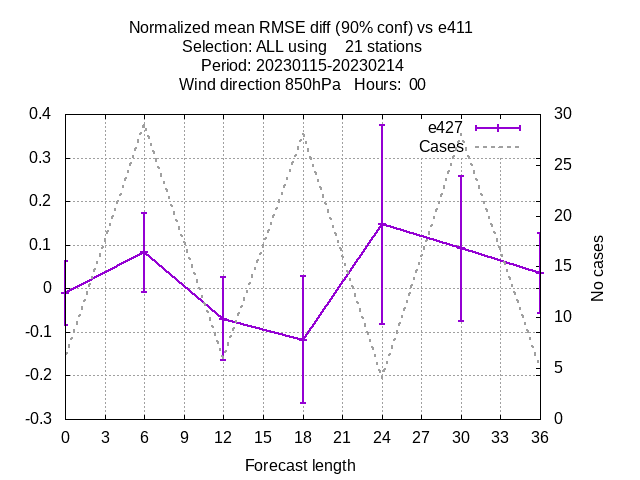 Normalized mean RMSE diff (90% conf) vs e411
Selection: ALL using    21 stations
Period: 20230115-20230214
Wind direction 850hPa   Hours:  00
e427
Cases
0.4
0.3
0.2
0.1
0
-0.1
-0.2
-0.3
30
25
20
15
10
5
0
No cases
0 3 6 9 12 15 18 21 24 27 30 33 36
Forecast length